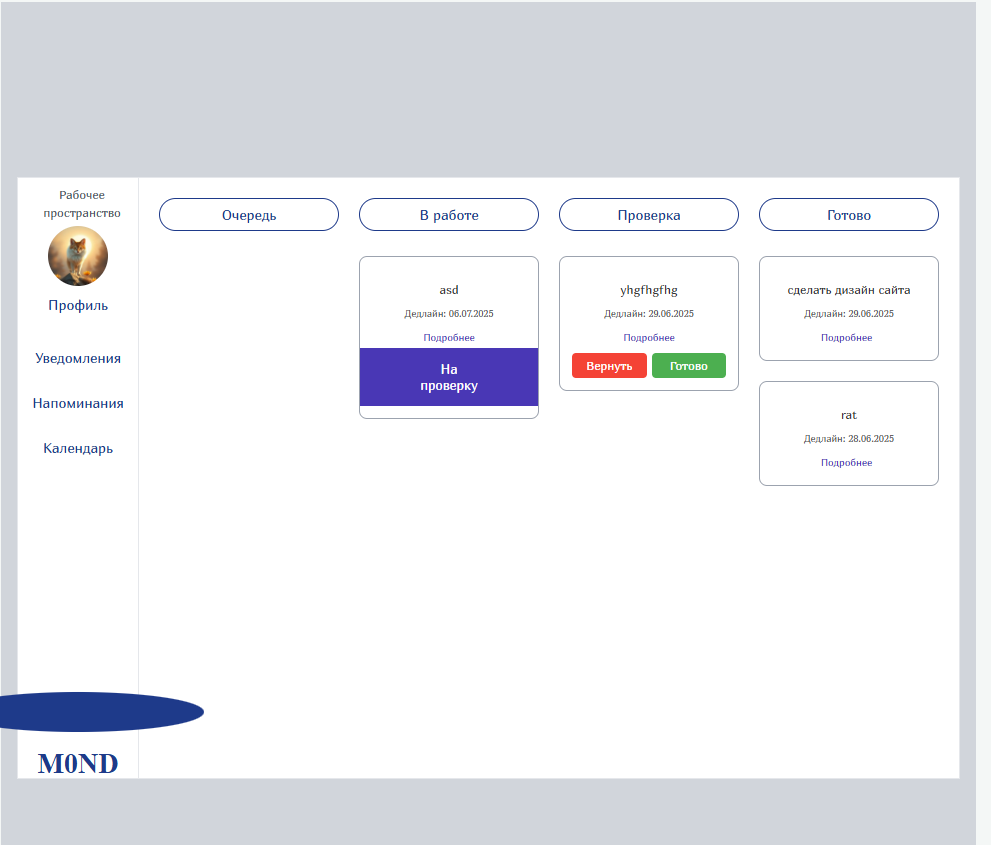 Рабочее
пространство
Профиль
Уведомления
Напоминания
Календарь
M0ND
Очередь
В работе
asd
Дедлайн: 06.07.2025
Подробнее
На
проверку
Проверка
yhgfhgfhg
Дедлайн: 29.06.2025
Подробнее
Вернуть
Готово
Готово
сделать дизайн сайта
Дедлайн: 29.06.2025
Подробнее
rat
Дедлайн: 28.06.2025
Подробнее